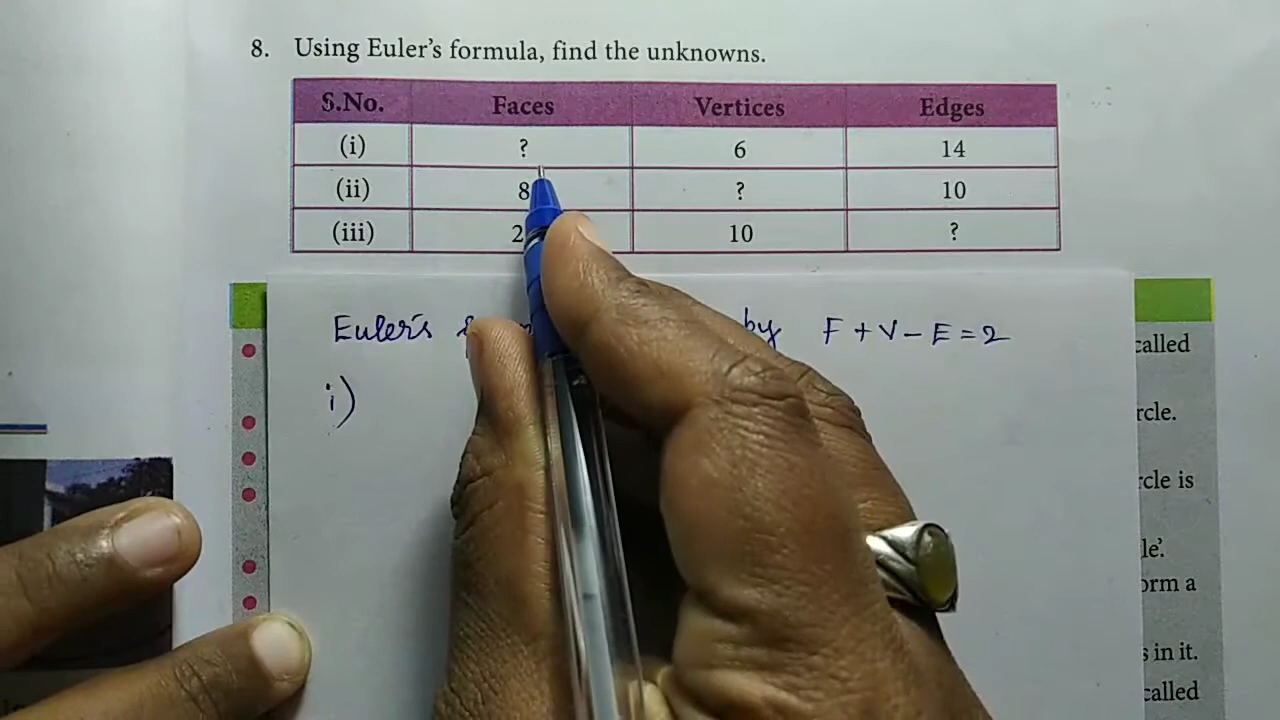 8. Using Euler's formula, find the unknowns.
S.No. Faces Vertices Edges
(i) ? 6 14
(ii) 8 ? 10
(iii) 2 10 ?
Euler's by F + V - E = 2
i)
called
rcle.
rcle is
le'.
orm a
s in it.
called